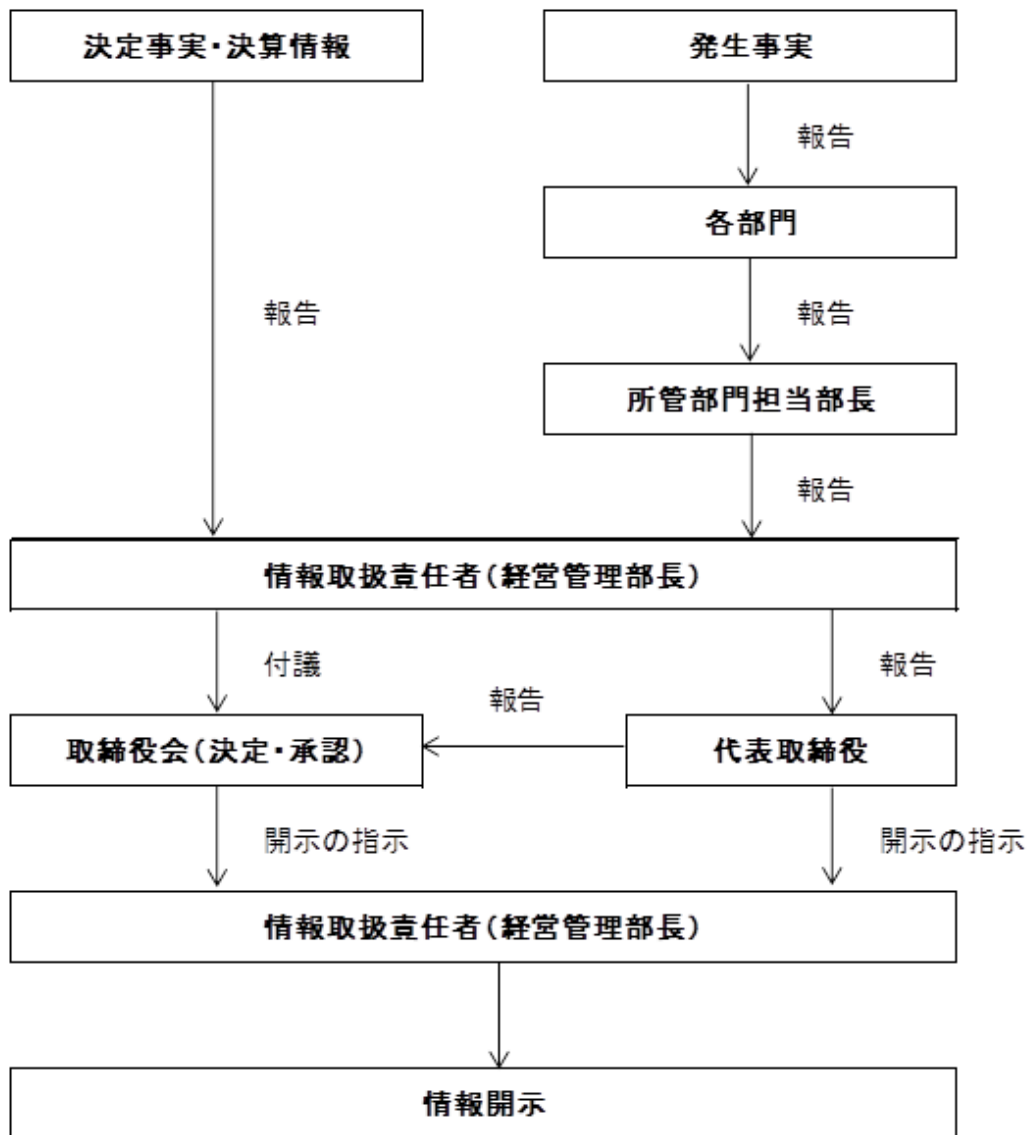 決定事実・決算情報
発生事実
報告
各部門
報告
報告
所管部門担当部長
報告
情報取扱責任者(経営管理部長)
付議
報告
報告
取締役会(決定・承認)
代表取締役
開示の指示
開示の指示
情報取扱責任者(経営管理部長)
情報開示